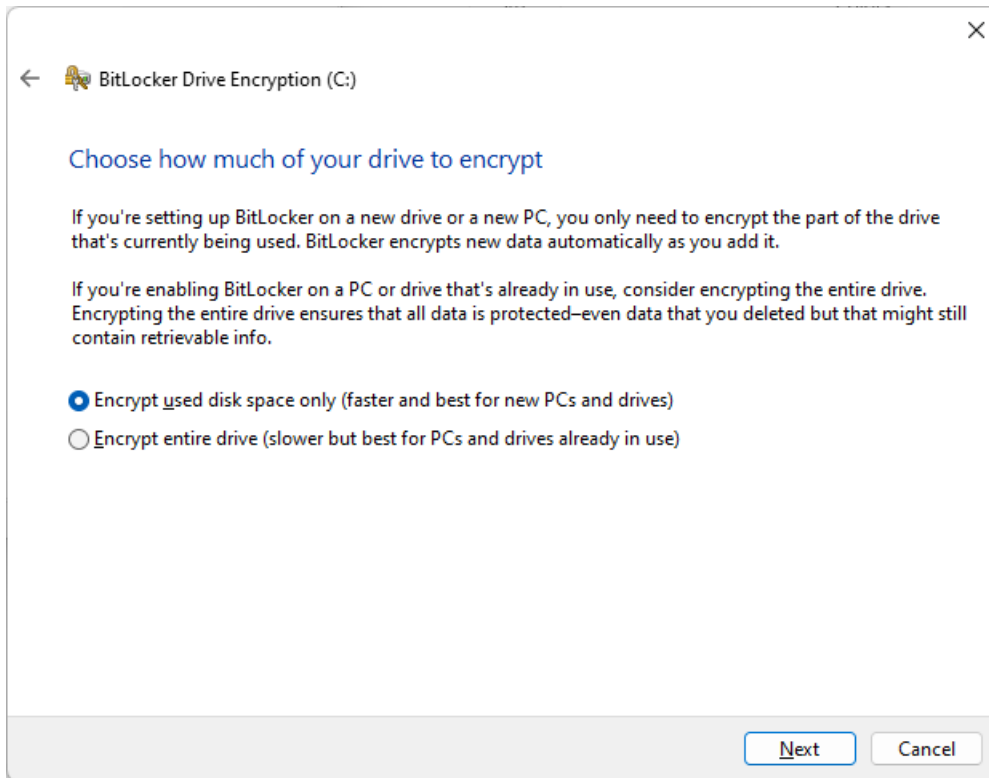 BitLocker Drive Encryption (C:)
Choose how much of your drive to encrypt
If you're setting up BitLocker on a new drive or a new PC, you only need to encrypt the part of the drive
that's currently being used. BitLocker encrypts new data automatically as you add it.
If you're enabling BitLocker on a PC or drive that's already in use, consider encrypting the entire drive.
Encrypting the entire drive ensures that all data is protected–even data that you deleted but that might still
contain retrievable info.
Encrypt used disk space only (faster and best for new PCs and drives)
Encrypt entire drive (slower but best for PCs and drives already in use)
Next Cancel